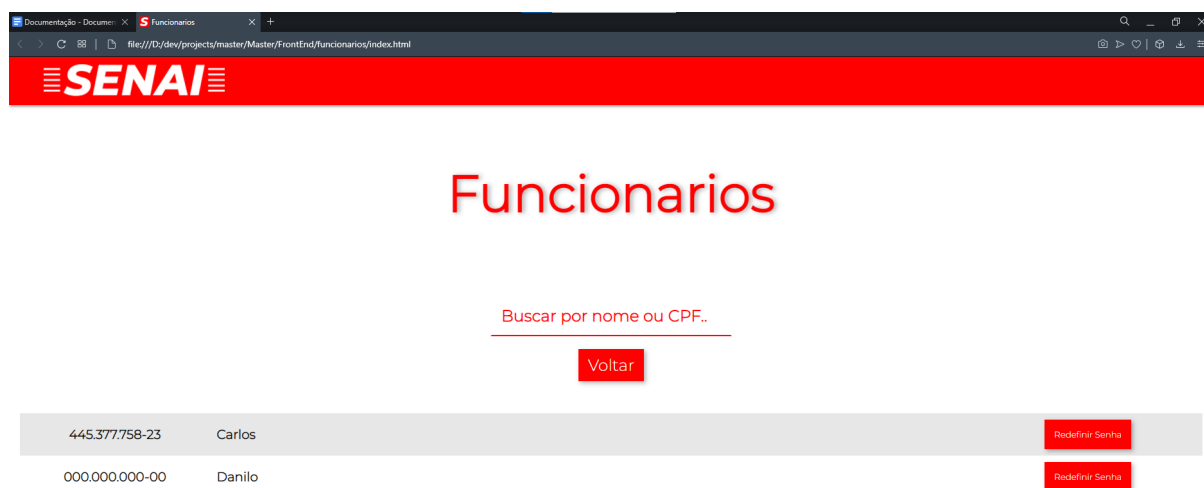 Documentação - Documen
S Funcionarios
file:///D:/dev/projects/master/Master/FrontEnd/funcionarios/index.html
SENAI
Funcionarios
Buscar por nome ou CPF..
Voltar
445.377.758-23 Carlos Redefinir Senha
000.000.000-00 Danilo Redefinir Senha